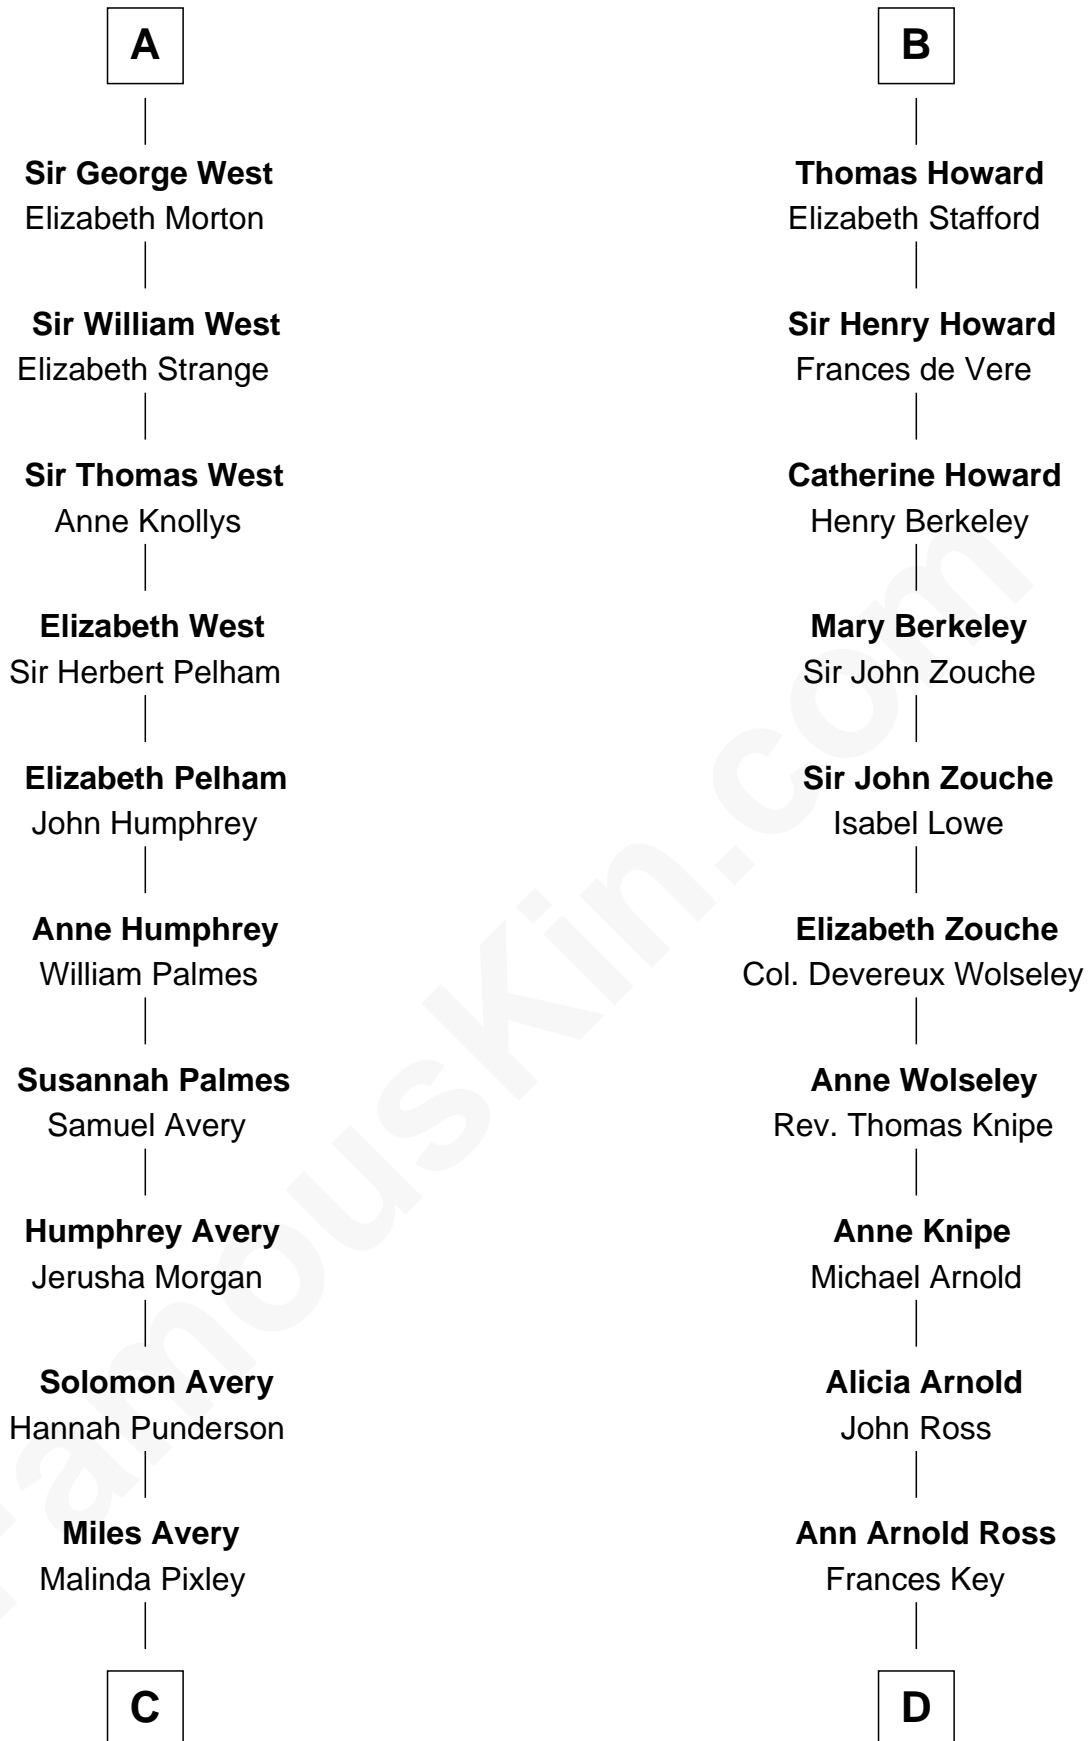 A
Sir George West
Elizabeth Morton
Sir William West
Elizabeth Strange
Sir Thomas West
Anne Knollys
Elizabeth West
Sir Herbert Pelham
Elizabeth Pelham
John Humphrey
Anne Humphrey
William Palmes
Susannah Palmes
Samuel Avery
Humphrey Avery
Jerusha Morgan
Solomon Avery
Hannah Punderson
Miles Avery
Malinda Pixley
C
B
Thomas Howard
Elizabeth Stafford
Sir Henry Howard
Frances de Vere
Catherine Howard
Henry Berkeley
Mary Berkeley
Sir John Zouche
Sir John Zouche
Isabel Lowe
Elizabeth Zouche
Col. Devereux Wolseley
Anne Wolseley
Rev. Thomas Knipe
Anne Knipe
Michael Arnold
Alicia Arnold
John Ross
Ann Arnold Ross
Frances Key
D
FamousKin.com